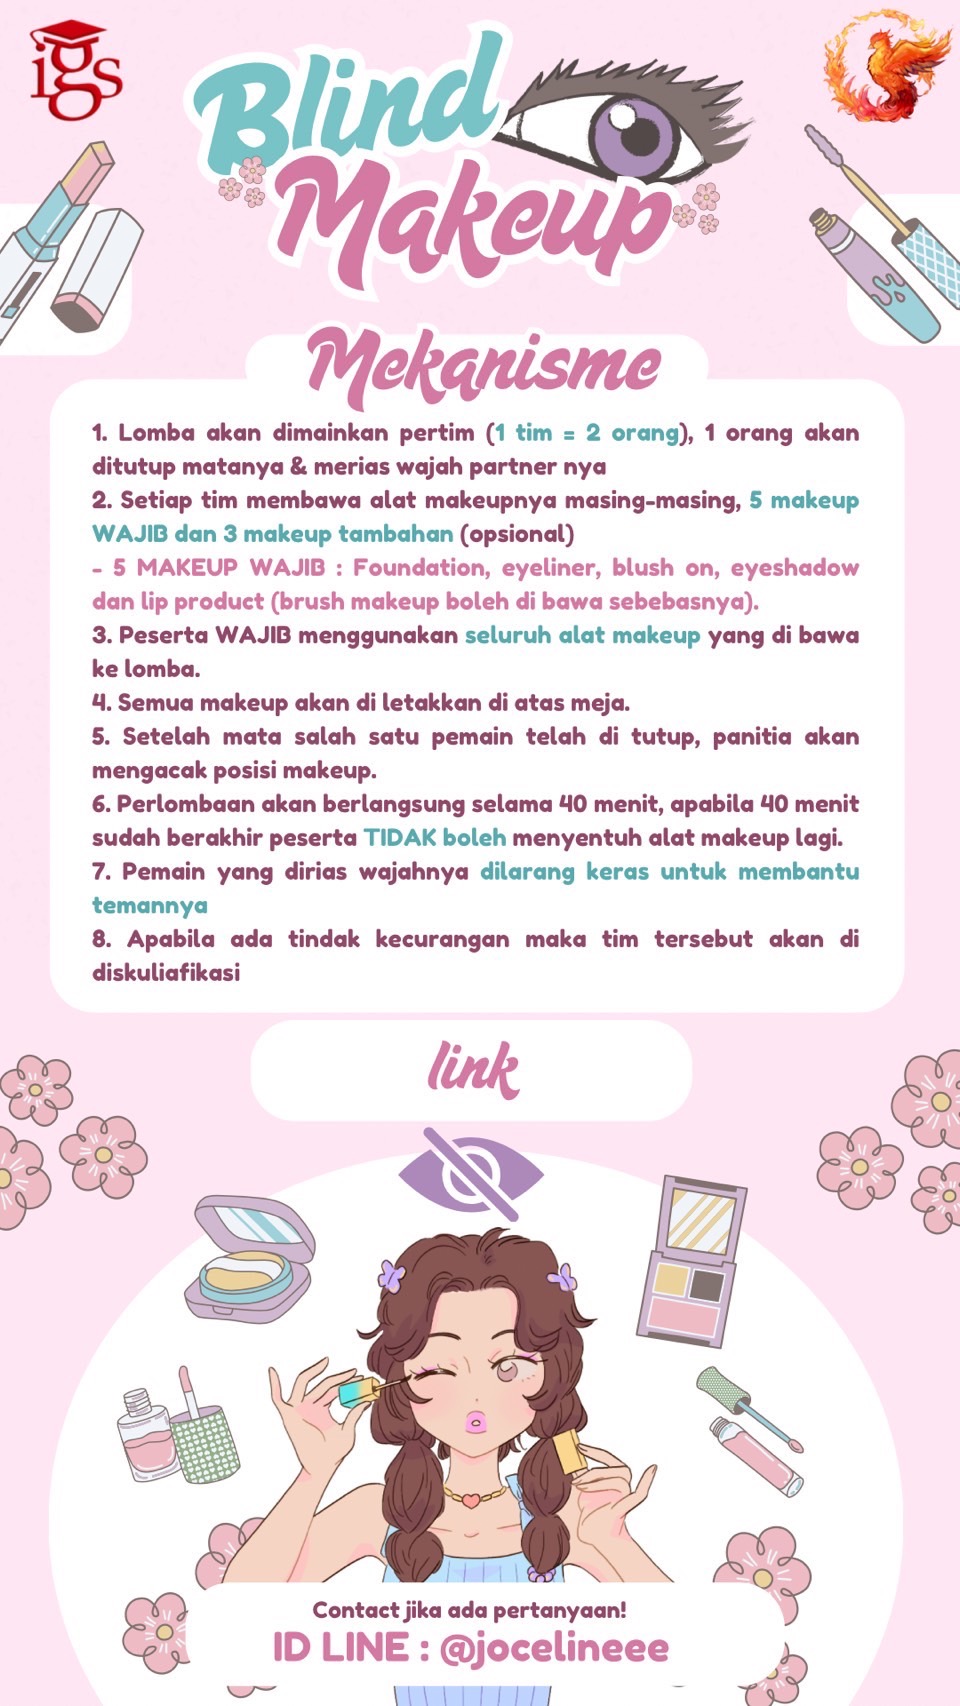 igs
Blind
Makeup
Mekanisme
1. Lomba akan dimainkan pertim (1 tim = 2 orang), 1 orang akan
ditutup matanya & merias wajah partner nya
2. Setiap tim membawa alat makeupnya masing-masing, 5 makeup
WAJIB dan 3 makeup tambahan (opsional)
- 5 MAKEUP WAJIB : Foundation, eyeliner, blush on, eyeshadow
dan lip product (brush makeup boleh di bawa sebebasnya).
3. Peserta WAJIB menggunakan seluruh alat makeup yang di bawa
ke lomba.
4. Semua makeup akan di letakkan di atas meja.
5. Setelah mata salah satu pemain telah di tutup, panitia akan
mengacak posisi makeup.
6. Perlombaan akan berlangsung selama 40 menit, apabila 40 menit
sudah berakhir peserta TIDAK boleh menyentuh alat makeup lagi.
7. Pemain yang dirias wajahnya dilarang keras untuk membantu
temannya
8. Apabila ada tindak kecurangan maka tim tersebut akan di
diskuliafikasi
link
Contact jika ada pertanyaan!
ID LINE : @jocelineee